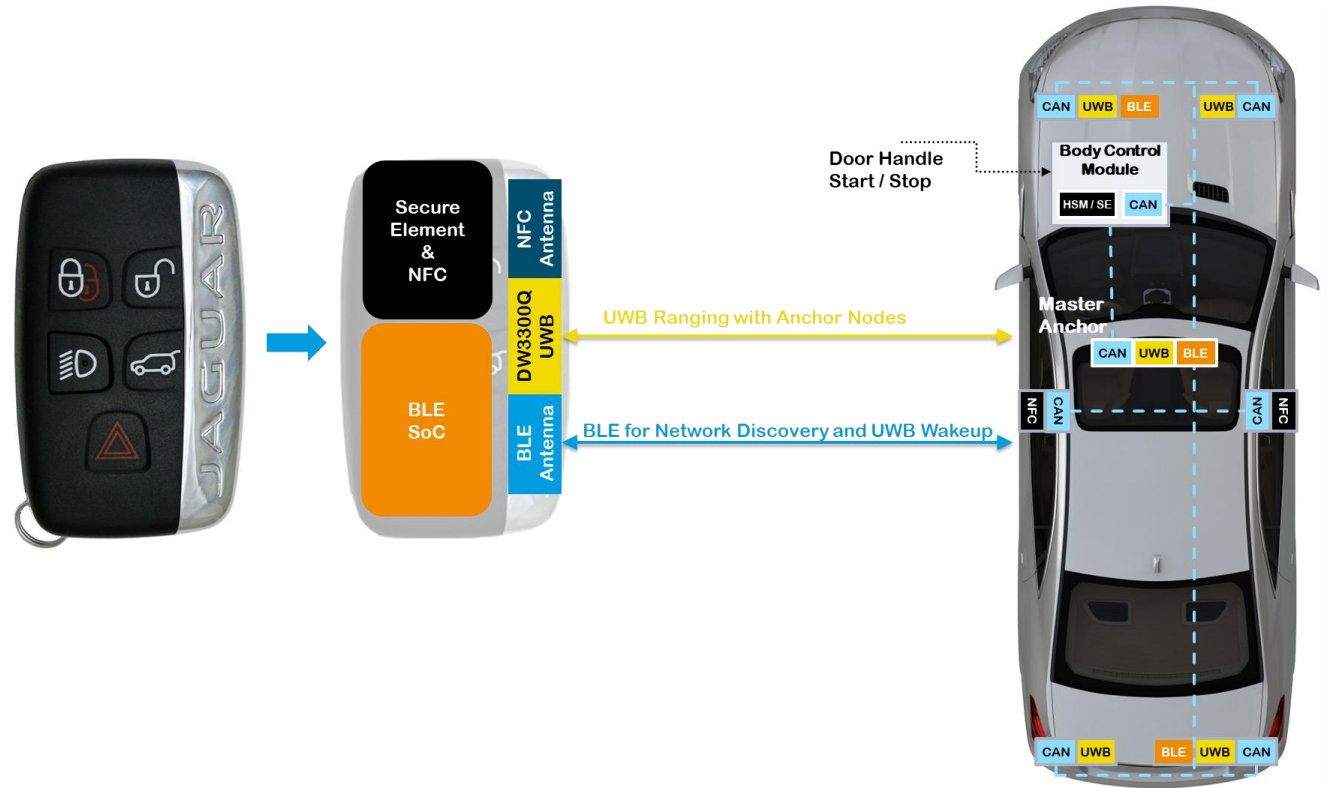 JAGUAR
Secure
Element
&
NFC
NFC
Antenna
DW3300Q
UWB
BLE
SoC
BLE
Antenna
UWB Ranging with Anchor Nodes
BLE for Network Discovery and UWB Wakeup
Door Handle
Start / Stop
CAN UWB BLE
UWB CAN
Body Control
Module
HSM / SE CAN
Master
Anchor
CAN UWB BLE
NFC CAN
CAN NFC
CAN UWB
BLE UWB CAN